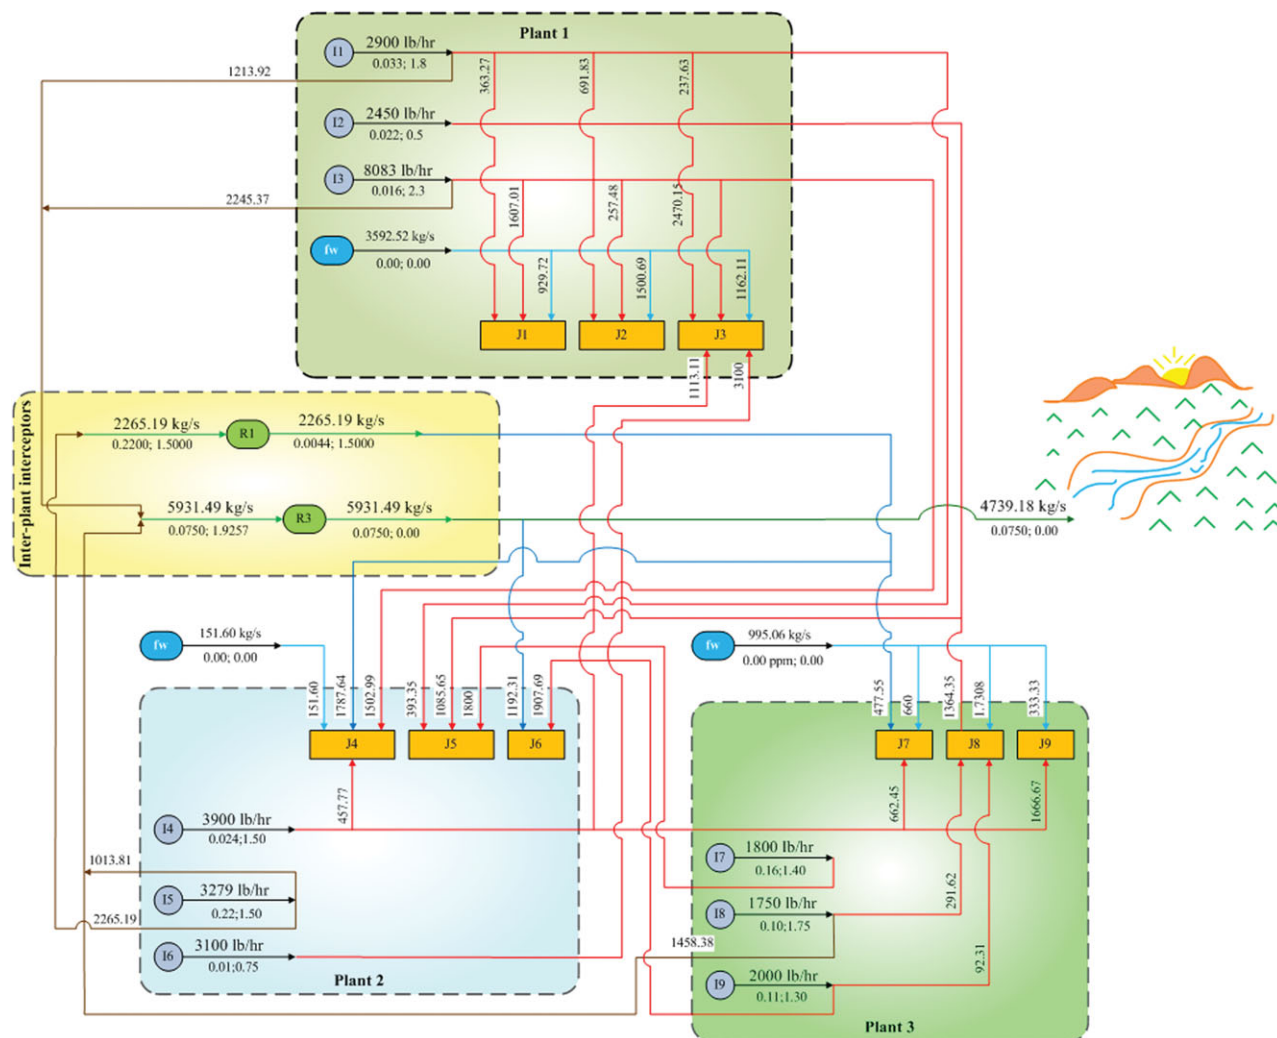 Plant 1
I1
2900 lb/hr
0.033; 1.8
1213.92
363.27
691.83
237.63
I2
2450 lb/hr
0.022; 0.5
I3
8083 lb/hr
0.016; 2.3
2245.37
1607.01
257.48
2470.15
fw
3592.52 kg/s
0.00; 0.00
929.72
1500.69
1162.11
J1
J2
J3
1113.11
3100
Inter-plant interceptors
2265.19 kg/s
0.2200; 1.5000
R1
2265.19 kg/s
0.0044; 1.5000
5931.49 kg/s
0.0750; 1.9257
R3
5931.49 kg/s
0.0750; 0.00
4739.18 kg/s
0.0750; 0.00
fw
151.60 kg/s
0.00; 0.00
fw
995.06 kg/s
0.00 ppm; 0.00
151.60
1787.64
1502.99
393.35
1085.65
1800
1192.31
1907.69
477.55
660
1364.35
1.7308
333.33
J4
J5
J6
J7
J8
J9
457.77
662.45
1666.67
I4
3900 lb/hr
0.024;1.50
1013.81
I5
3279 lb/hr
0.22;1.50
2265.19
I6
3100 lb/hr
0.01;0.75
Plant 2
I7
1800 lb/hr
0.16;1.40
I8
1750 lb/hr
0.10;1.75
291.62
1458.38
I9
2000 lb/hr
0.11;1.30
92.31
Plant 3